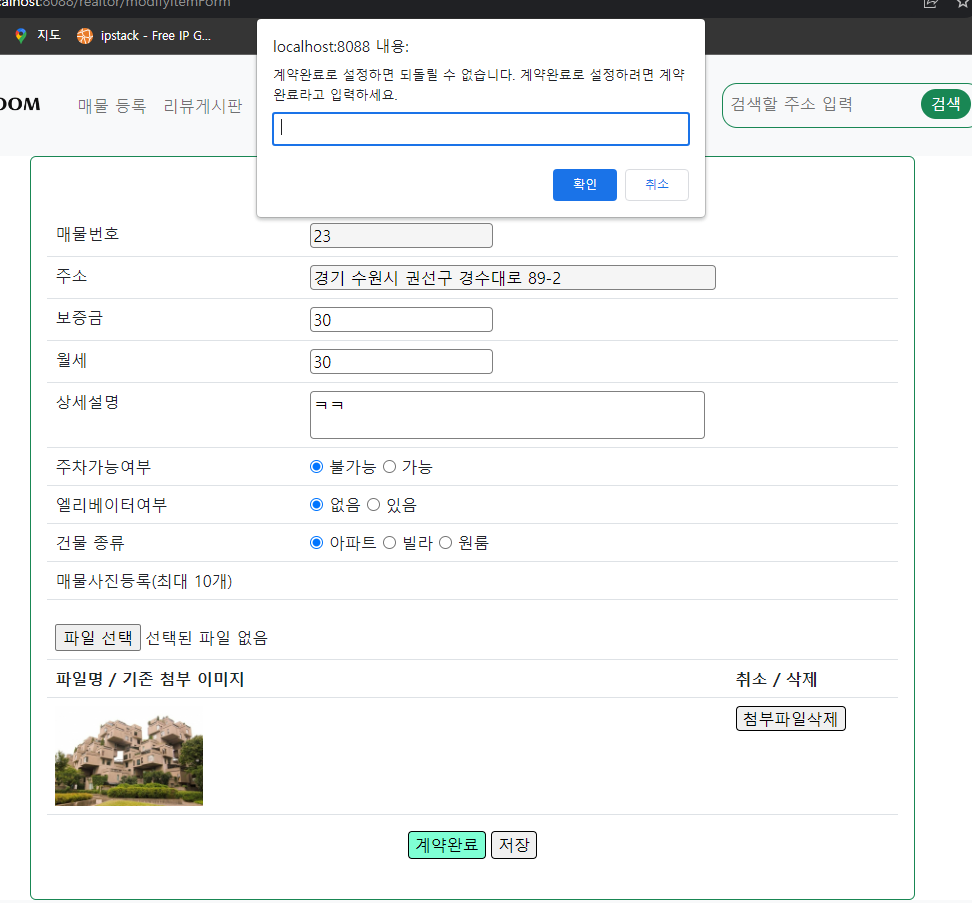 calhost:8088/realtor/modifyItemForm
지도 ipstack - Free IP G...
localhost:8088 내용:
계약완료로 설정하면 되돌릴 수 없습니다. 계약완료로 설정하려면 계약
완료라고 입력하세요.
확인 취소
OOM 매물 등록 리뷰게시판 검색할 주소 입력 검색
매물번호 23
주소 경기 수원시 권선구 경수대로 89-2
보증금 30
월세 30
상세설명 ㅋㅋ
주차가능여부 불가능 가능
엘리베이터여부 없음 있음
건물 종류 아파트 빌라 원룸
매물사진등록(최대 10개)
파일 선택 선택된 파일 없음
파일명 / 기존 첨부 이미지 취소 / 삭제
첨부파일삭제
계약완료 저장